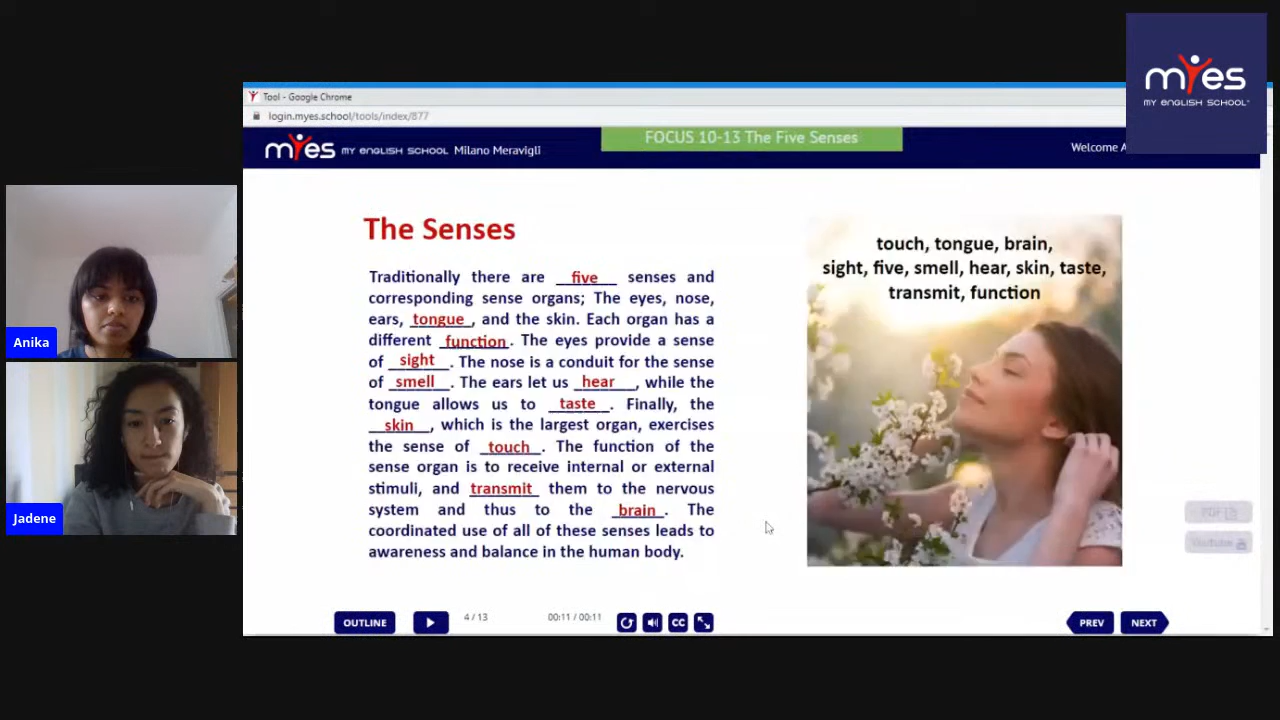 myes
MY ENGLISH SCHOOL
Tool - Google Chrome
login.myes.school/tools/index/877
myes MY ENGLISH SCHOOL Milano Meravigli
FOCUS 10-13 The Five Senses
Welcome A
The Senses
Traditionally there are five senses and
corresponding sense organs; The eyes, nose,
ears, tongue, and the skin. Each organ has a
different function. The eyes provide a sense
of sight. The nose is a conduit for the sense
of smell. The ears let us hear, while the
tongue allows us to taste. Finally, the
skin, which is the largest organ, exercises
the sense of touch. The function of the
sense organ is to receive internal or external
stimuli, and transmit them to the nervous
system and thus to the brain. The
coordinated use of all of these senses leads to
awareness and balance in the human body.
touch, tongue, brain,
sight, five, smell, hear, skin, taste,
transmit, function
Anika
Jadene
PDF
Youtube
OUTLINE
4 / 13
00:11 / 00:11
CC
PREV
NEXT